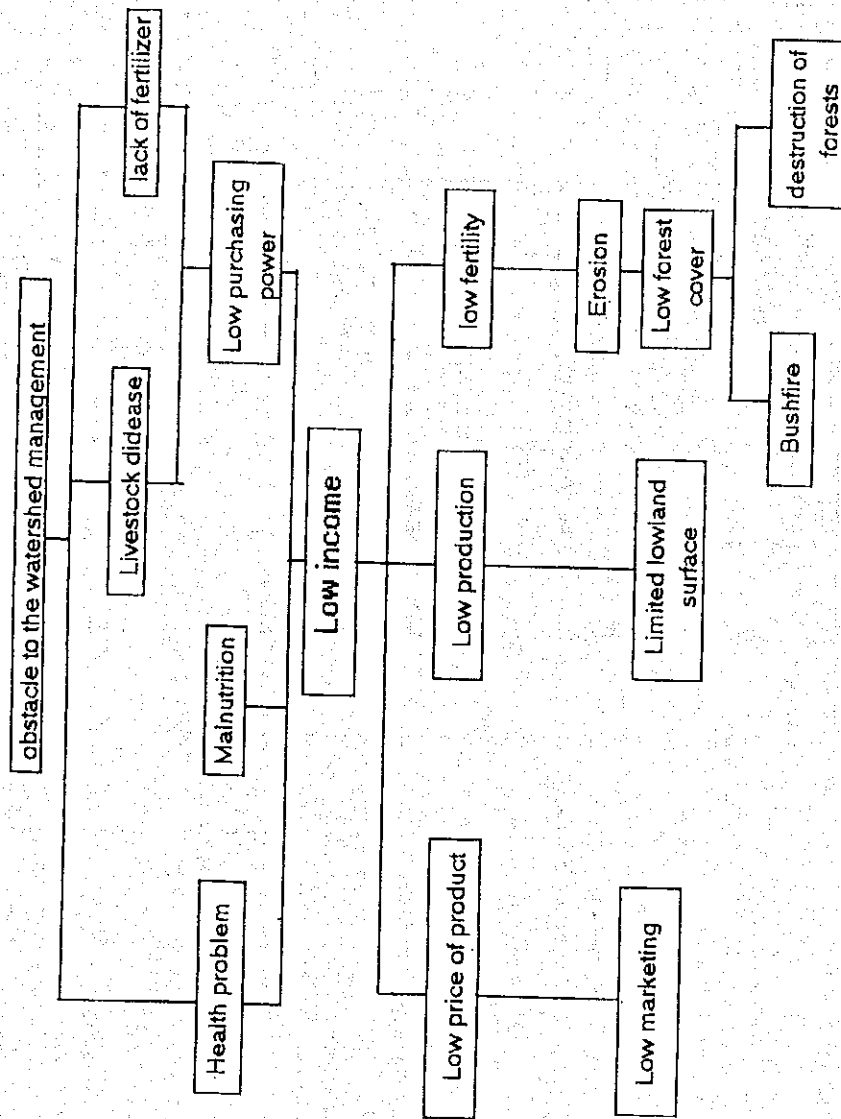 obstacle to the watershed management
Livestock didease
lack of fertilizer
Health problem
Malnutrition
Low purchasing
power
Low income
Low price of product
Low production
low fertility
Erosion
Low marketing
Limited lowland
surface
Low forest
cover
Bushfire
destruction of
forests